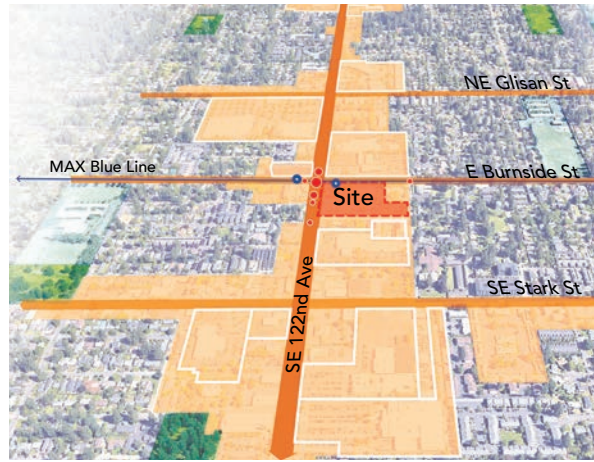 NE Glisan St
MAX Blue Line
E Burnside St
Site
SE 122nd Ave
SE Stark St